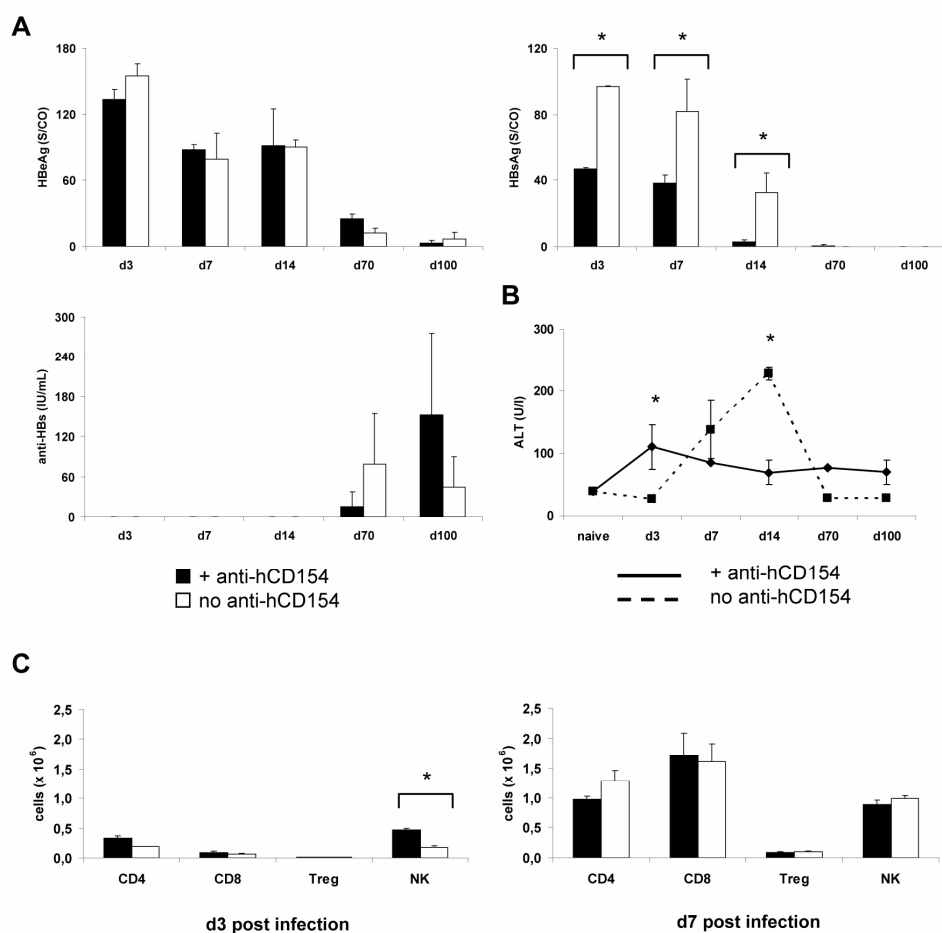 A
HBeAg (S/CO)
180
120
60
0
d3 d7 d14 d70 d100
HBsAg (S/CO)
120
80
40
0
* * *
d3 d7 d14 d70 d100
anti-HBs (IU/mL)
300
240
180
120
60
0
d3 d7 d14 d70 d100
+ anti-hCD154
no anti-hCD154
B
ALT (U/l)
300
200
100
0
* *
naive d3 d7 d14 d70 d100
+ anti-hCD154
no anti-hCD154
C
cells (x 10⁶)
2,5
2,0
1,5
1,0
0,5
0,0
*
CD4 CD8 Treg NK
d3 post infection
cells (x 10⁶)
2,5
2,0
1,5
1,0
0,5
0,0
CD4 CD8 Treg NK
d7 post infection